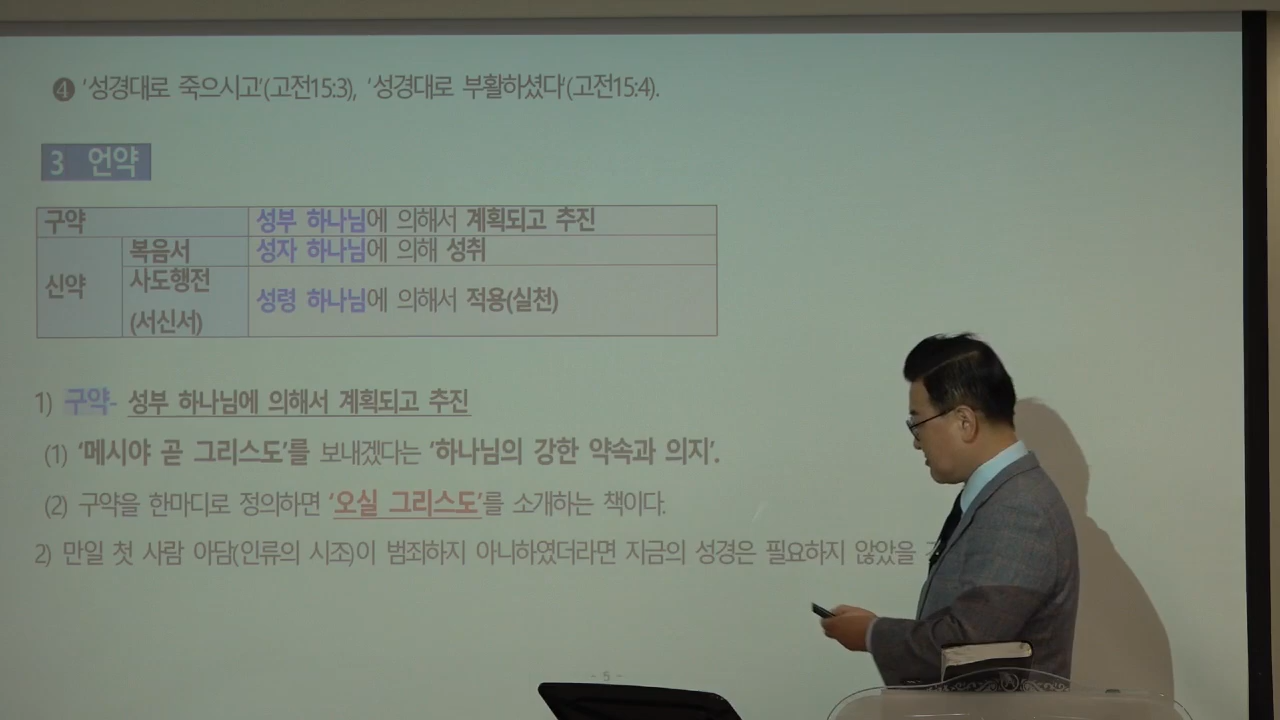 ❹ '성경대로 죽으시고'(고전15:3), '성경대로 부활하셨다'(고전15:4).
3 언약
구약 성부 하나님에 의해서 계획되고 추진
신약 복음서 성자 하나님에 의해 성취
사도행전
(서신서) 성령 하나님에 의해서 적용(실천)
1) 구약- 성부 하나님에 의해서 계획되고 추진
(1) '메시야 곧 그리스도'를 보내겠다는 '하나님의 강한 약속과 의지'.
(2) 구약을 한마디로 정의하면 '오실 그리스도'를 소개하는 책이다.
2) 만일 첫 사람 아담(인류의 시조)이 범죄하지 아니하였더라면 지금의 성경은 필요하지 않았을
- 5 -